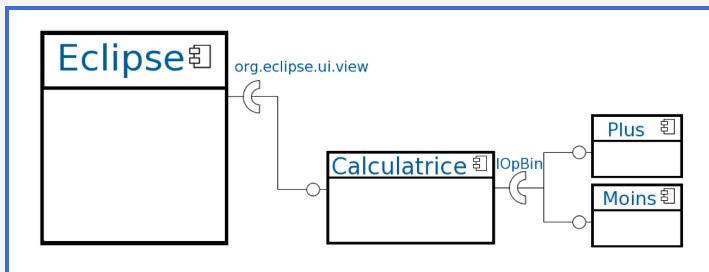 Eclipse
org.eclipse.ui.view
Calculatrice
IOpBin
Plus
Moins